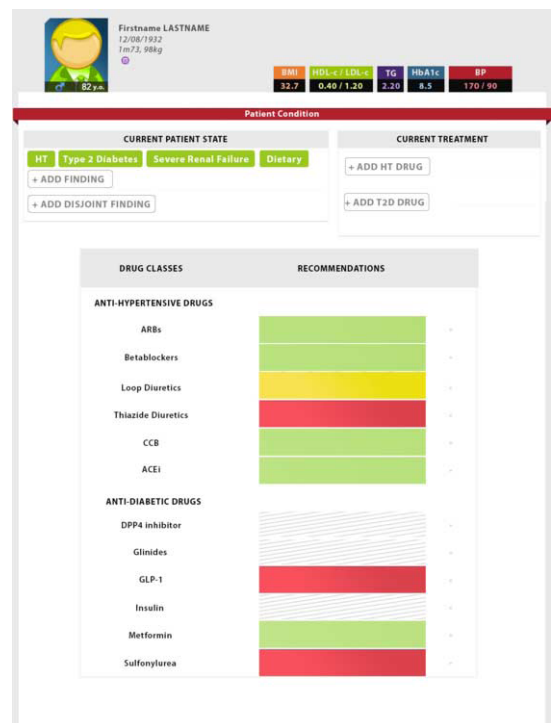 Firstname LASTNAME
12/08/1932
1m73, 98kg
♂ 82 y.o.
BMI HDL-c / LDL-c TG HbA1c BP
32.7 0.40 / 1.20 2.20 8.5 170 / 90
Patient Condition
CURRENT PATIENT STATE
HT Type 2 Diabetes Severe Renal Failure Dietary
+ ADD FINDING
+ ADD DISJOINT FINDING
CURRENT TREATMENT
+ ADD HT DRUG
+ ADD T2D DRUG
DRUG CLASSES RECOMMENDATIONS
ANTI-HYPERTENSIVE DRUGS
ARBs
Betablockers
Loop Diuretics
Thiazide Diuretics
CCB
ACEi
ANTI-DIABETIC DRUGS
DPP4 inhibitor
Glinides
GLP-1
Insulin
Metformin
Sulfonylurea